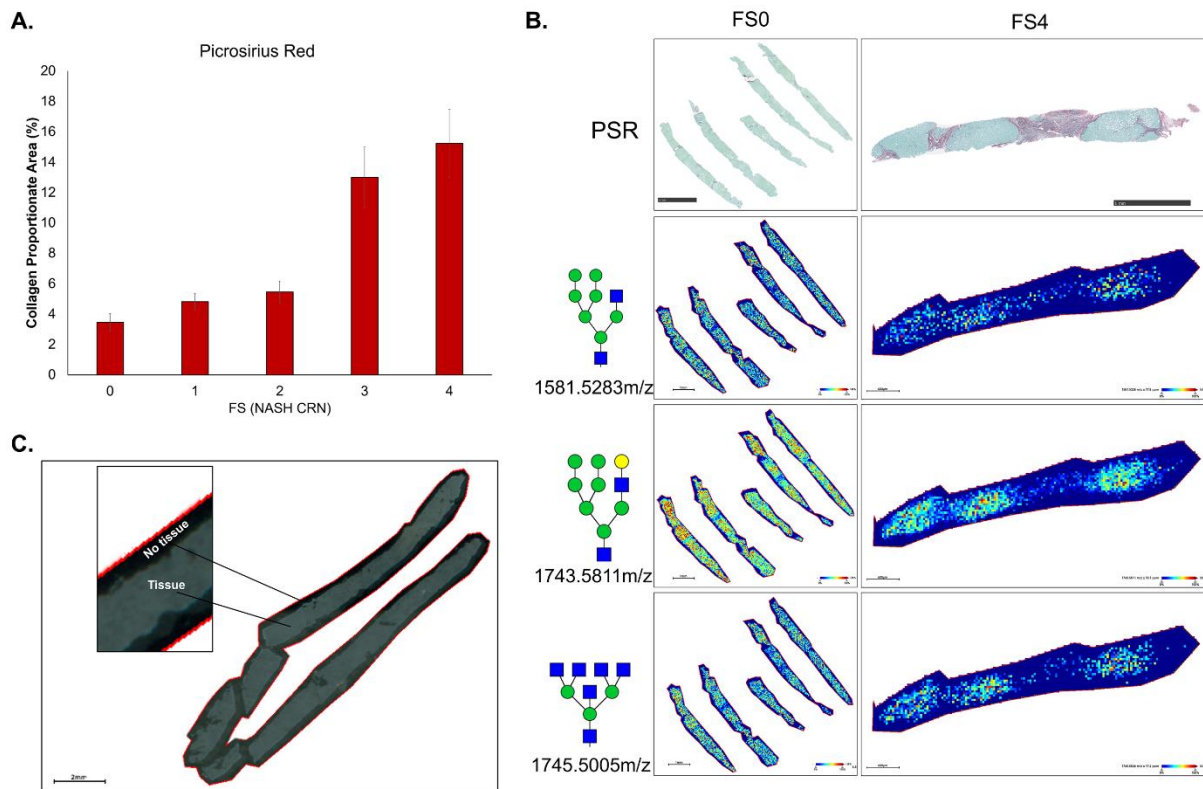 A.
Picrosirius Red
20
18
16
14
12
10
8
6
4
2
0
Collagen Proportionate Area (%)
0 1 2 3 4
FS (NASH CRN)
B.
FS0 FS4
PSR
1581.5283m/z
1743.5811m/z
1745.5005m/z
C.
No tissue
Tissue
2mm